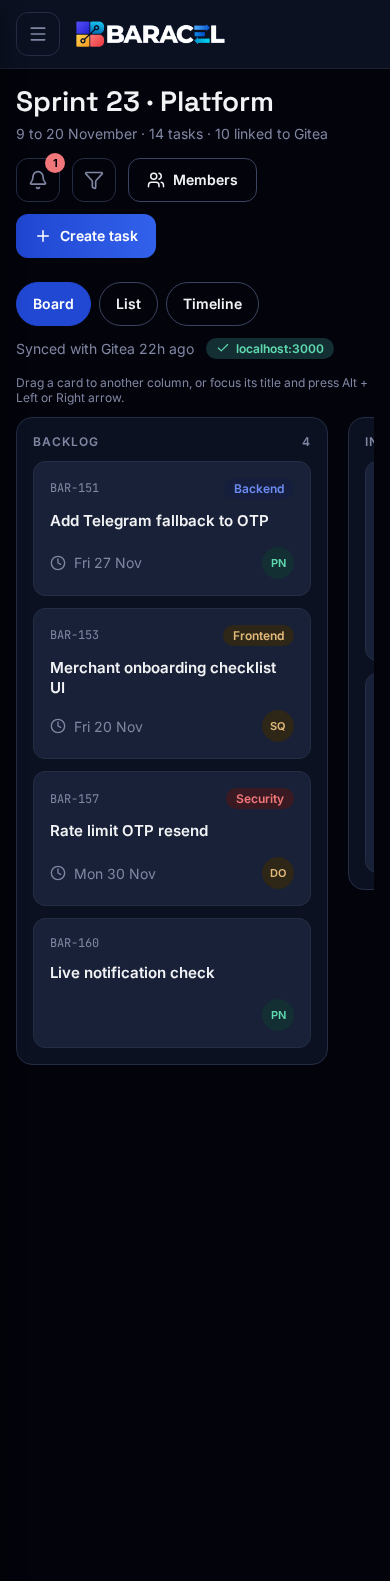 BARACEL
Sprint 23 · Platform
9 to 20 November · 14 tasks · 10 linked to Gitea
1
Members
Create task
Board
List
Timeline
Synced with Gitea 22h ago
localhost:3000
Drag a card to another column, or focus its title and press Alt +
Left or Right arrow.
BACKLOG
4
BAR-151
Backend
Add Telegram fallback to OTP
Fri 27 Nov
PN
BAR-153
Frontend
Merchant onboarding checklist
UI
Fri 20 Nov
SQ
BAR-157
Security
Rate limit OTP resend
Mon 30 Nov
DO
BAR-160
Live notification check
PN